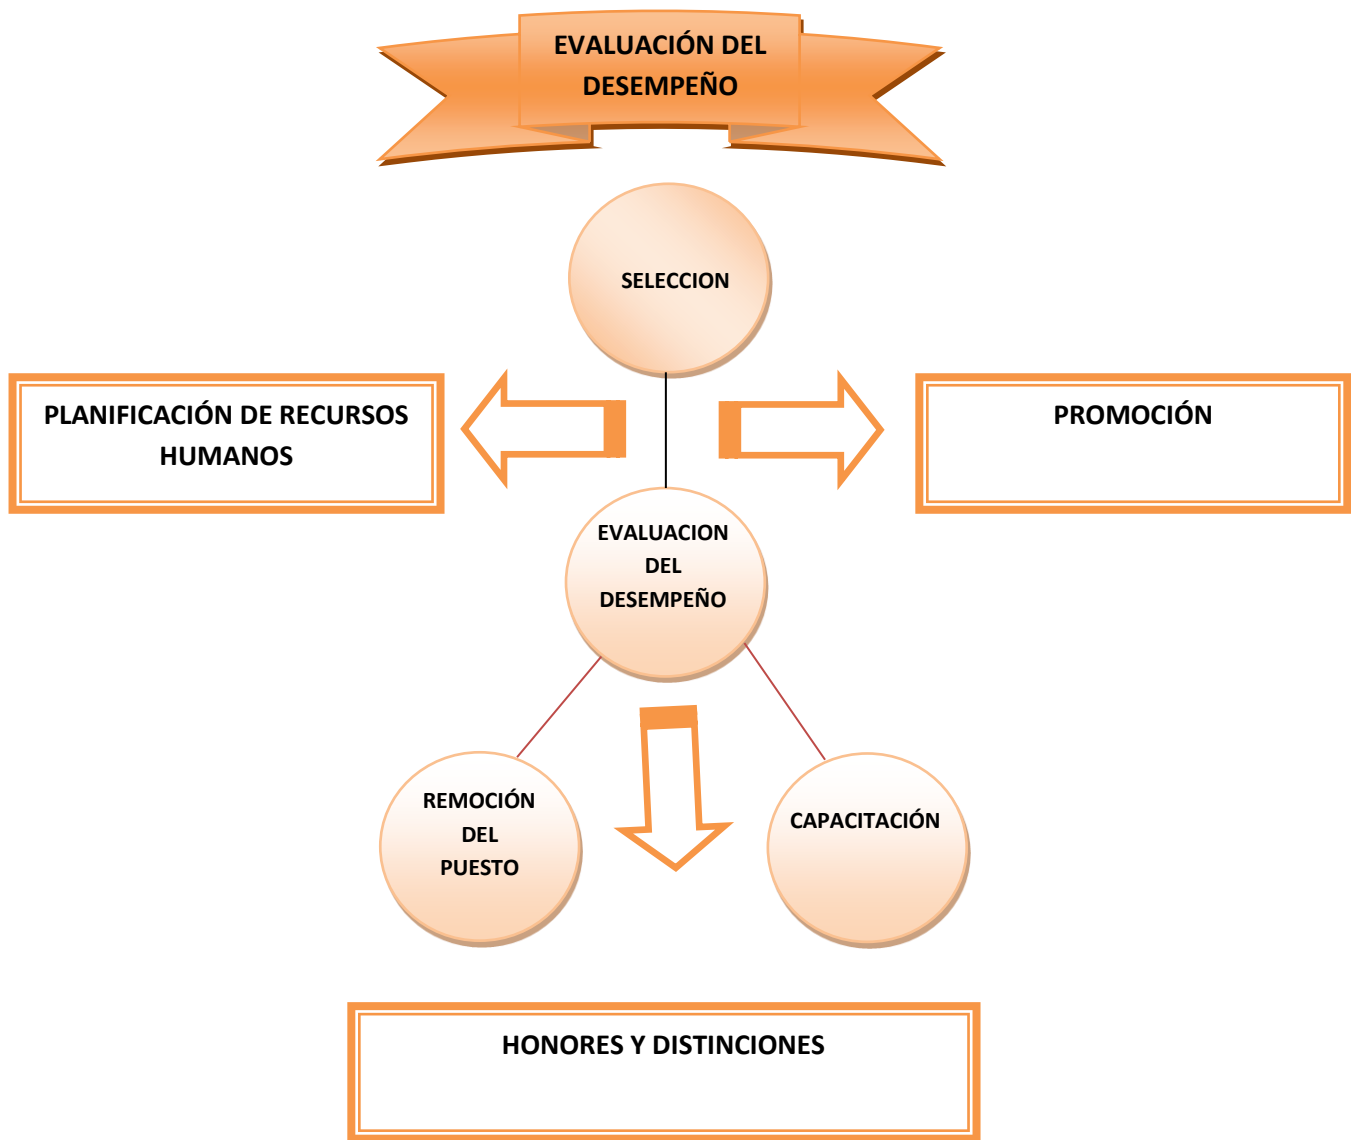 EVALUACIÓN DEL
DESEMPEÑO
SELECCION
PLANIFICACIÓN DE RECURSOS
HUMANOS
PROMOCIÓN
EVALUACION
DEL
DESEMPEÑO
REMOCIÓN
DEL
PUESTO
CAPACITACIÓN
HONORES Y DISTINCIONES